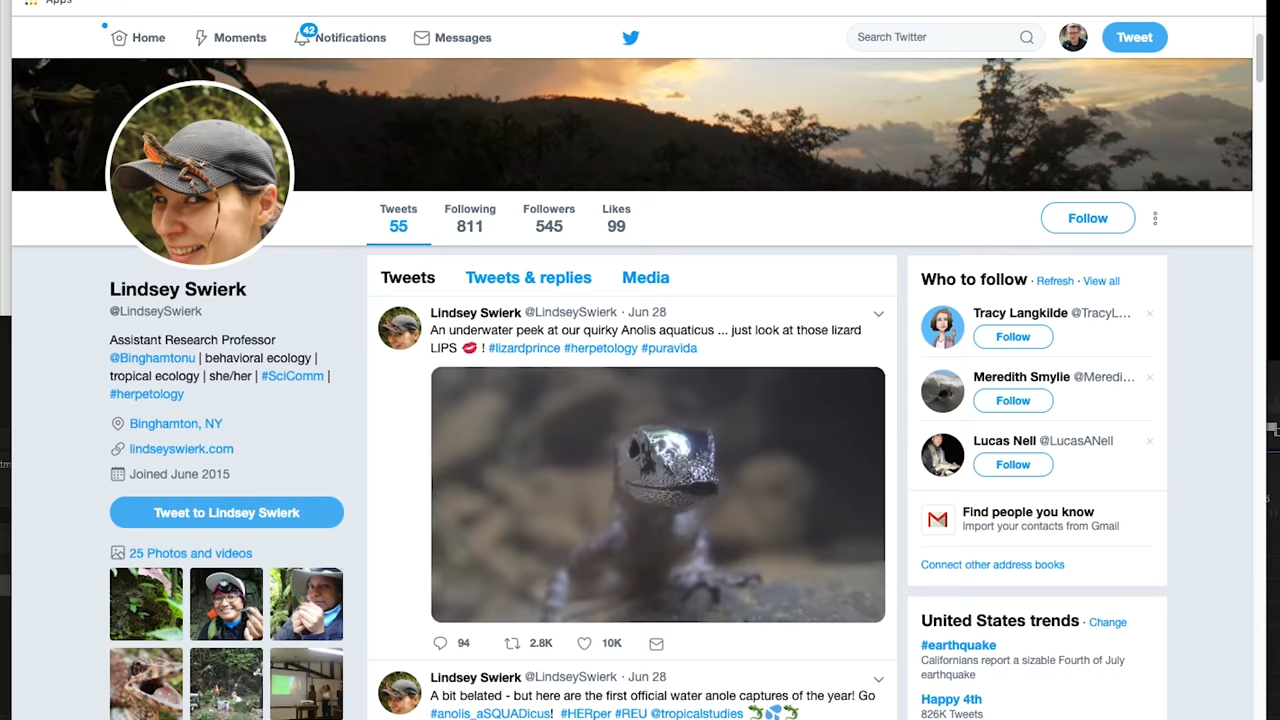 Apps
Home
Moments
42
Notifications
Messages
Search Twitter
Tweet
Tweets
55
Following
811
Followers
545
Likes
99
Follow
Lindsey Swierk
@LindseySwierk
Assistant Research Professor
@Binghamtonu | behavioral ecology |
tropical ecology | she/her | #SciComm |
#herpetology
Binghamton, NY
lindseyswierk.com
Joined June 2015
Tweet to Lindsey Swierk
25 Photos and videos
Tweets Tweets & replies Media
Lindsey Swierk @LindseySwierk · Jun 28
An underwater peek at our quirky Anolis aquaticus ... just look at those lizard
LIPS 💋 ! #lizardprince #herpetology #puravida
94 2.8K 10K
Lindsey Swierk @LindseySwierk · Jun 28
A bit belated - but here are the first official water anole captures of the year! Go
#anolis_aSQUADicus! #HERper #REU @tropicalstudies 🦎💦🦎
Who to follow · Refresh · View all
Tracy Langkilde @TracyL...
Follow
Meredith Smylie @Meredi...
Follow
Lucas Nell @LucasANell
Follow
Find people you know
Import your contacts from Gmail
Connect other address books
United States trends · Change
#earthquake
Californians report a sizable Fourth of July
earthquake
Happy 4th
826K Tweets